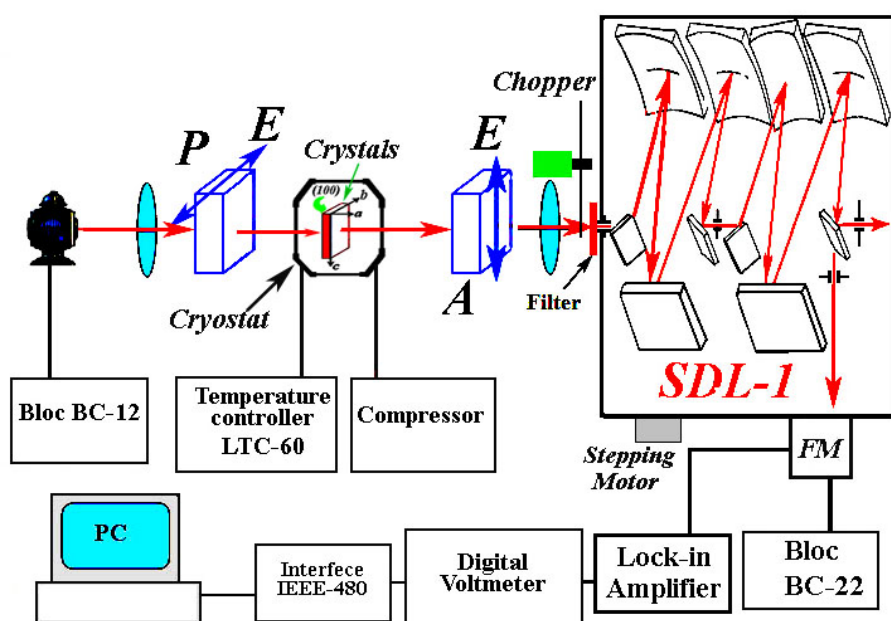 Chopper
P
E
Crystals
(100)
b
a
c
E
Cryostat
A
Filter
SDL-1
Bloc BC-12
Temperature
controller
LTC-60
Compressor
Stepping
Motor
FM
PC
Interfece
IEEE-480
Digital
Voltmeter
Lock-in
Amplifier
Bloc
BC-22